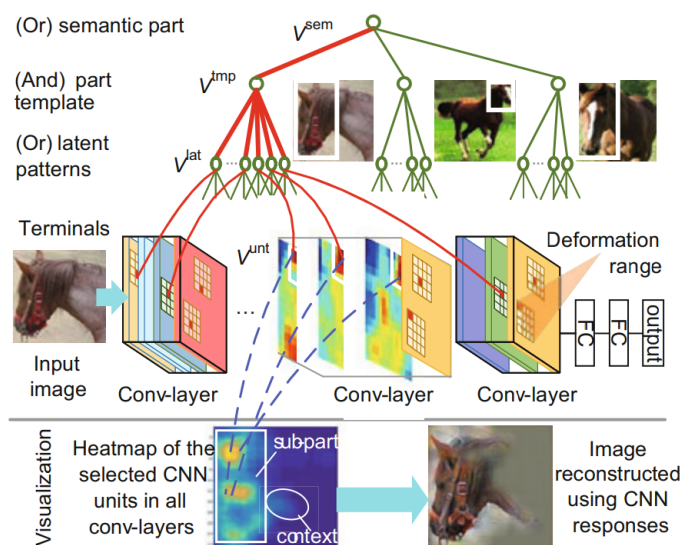 (Or) semantic part
V^sem
(And) part
template
V^tmp
(Or) latent
patterns
V^lat
Terminals
V^unt
Deformation
range
...
FC
FC
output
Input
image
Conv-layer
Conv-layer
Conv-layer
Visualization
Heatmap of the
selected CNN
units in all
conv-layers
sub-part
context
Image
reconstructed
using CNN
responses